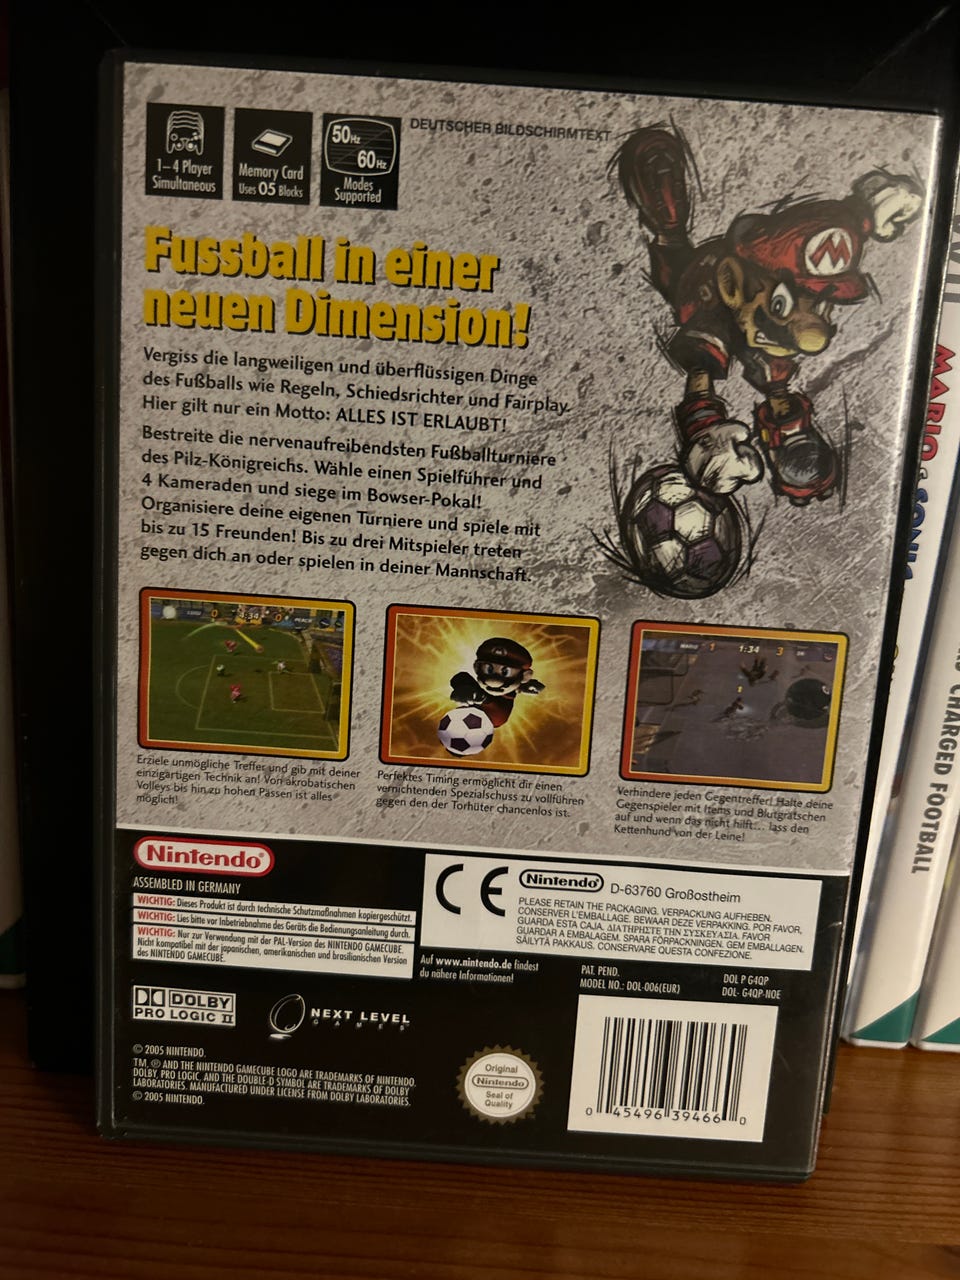 1–4 Player
Simultaneous
Memory Card
Uses 05 Blocks
50Hz
60Hz
Modes
Supported
DEUTSCHER BILDSCHIRMTEXT
M
Fussball in einer
neuen Dimension!
Vergiss die langweiligen und überflüssigen Dinge
des Fußballs wie Regeln, Schiedsrichter und Fairplay.
Hier gilt nur ein Motto: ALLES IST ERLAUBT!
Bestreite die nervenaufreibendsten Fußballturniere
des Pilz-Königreichs. Wähle einen Spielführer und
4 Kameraden und siege im Bowser-Pokal!
Organisiere deine eigenen Turniere und spiele mit
bis zu 15 Freunden! Bis zu drei Mitspieler treten
gegen dich an oder spielen in deiner Mannschaft.
LUIGI 0 4:34 0 PEACH
MARIO 1 1:34 3 DK
Erziele unmögliche Treffer und gib mit deiner
einzigartigen Technik an! Von akrobatischen
Volleys bis hin zu hohen Pässen ist alles
möglich!
Perfektes Timing ermöglicht dir einen
vernichtenden Spezialschuss zu vollführen
gegen den der Torhüter chancenlos ist.
Verhindere jeden Gegentreffer! Halte deine
Gegenspieler mit Items und Blutgrätschen
auf und wenn das nicht hilft... lass den
Kettenhund von der Leine!
Nintendo®
ASSEMBLED IN GERMANY
WICHTIG: Dieses Produkt ist durch technische Schutzmaßnahmen kopiergeschützt.
WICHTIG: Lies bitte vor Inbetriebnahme des Geräts die Bedienungsanleitung durch.
WICHTIG: Nur zur Verwendung mit der PAL-Version des NINTENDO GAMECUBE.
Nicht kompatibel mit der japanischen, amerikanischen und brasilianischen Version
des NINTENDO GAMECUBE.
CE
Nintendo® D-63760 Großostheim
PLEASE RETAIN THE PACKAGING. VERPACKUNG AUFHEBEN.
CONSERVER L'EMBALLAGE. BEWAAR DEZE VERPAKKING. POR FAVOR,
GUARDA ESTA CAJA. ΔΙΑΤΗΡΗΣΤΕ ΤΗΝ ΣΥΣΚΕΥΑΣΙΑ. FAVOR
GUARDAR A EMBALAGEM. SPARA FÖRPACKNINGEN. GEM EMBALLAGEN.
SÄILYTÄ PAKKAUS. CONSERVARE QUESTA CONFEZIONE.
Auf www.nintendo.de findest
du nähere Informationen!
PAT. PEND.
MODEL NO.: DOL-006(EUR)
DOL P G4QP
DOL- G4QP-NOE
DOLBY
PRO LOGIC II
NEXT LEVEL
GAMES
© 2005 NINTENDO.
TM, ® AND THE NINTENDO GAMECUBE LOGO ARE TRADEMARKS OF NINTENDO.
DOLBY, PRO LOGIC, AND THE DOUBLE-D SYMBOL ARE TRADEMARKS OF DOLBY
LABORATORIES. MANUFACTURED UNDER LICENSE FROM DOLBY LABORATORIES.
© 2005 NINTENDO.
Original
Nintendo
Seal of
Quality
0 45496 39466 0
MARIO & SONIC
CHARGED FOOTBALL